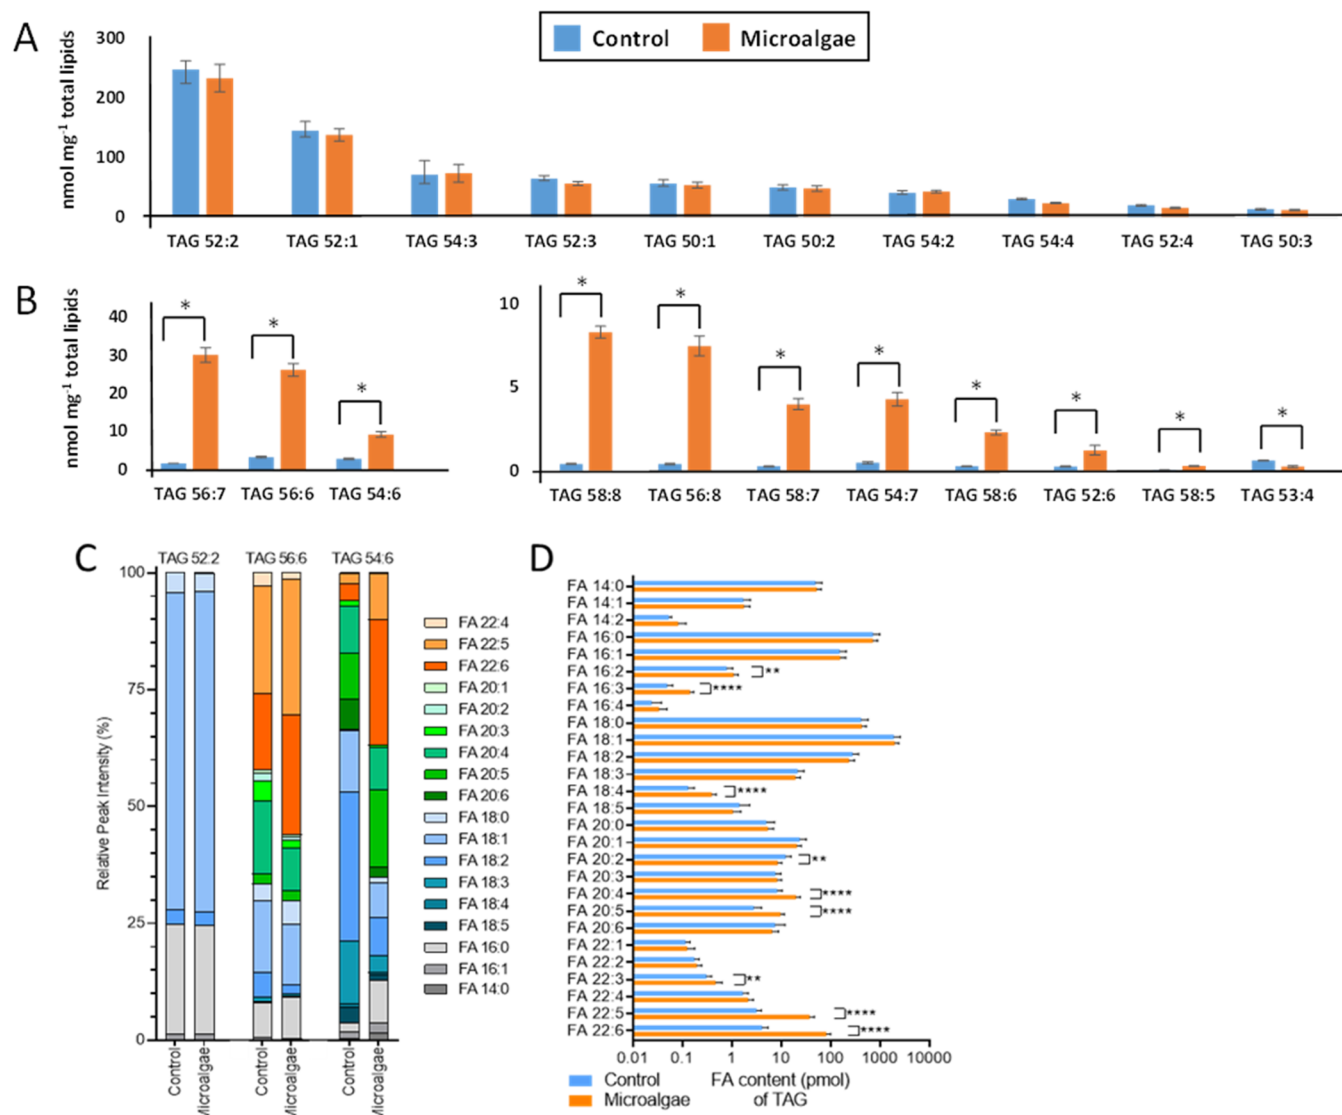 A
Control Microalgae
nmol mg-1 total lipids
300
200
100
0
TAG 52:2 TAG 52:1 TAG 54:3 TAG 52:3 TAG 50:1 TAG 50:2 TAG 54:2 TAG 54:4 TAG 52:4 TAG 50:3
B
nmol mg-1 total lipids
40
30
20
10
0
* * *
TAG 56:7 TAG 56:6 TAG 54:6
10
5
0
* * * * * * * *
TAG 58:8 TAG 56:8 TAG 58:7 TAG 54:7 TAG 58:6 TAG 52:6 TAG 58:5 TAG 53:4
C
TAG 52:2 TAG 56:6 TAG 54:6
Relative Peak Intensity (%)
100
75
50
25
0
Control Microalgae Control Microalgae Control Microalgae
FA 22:4
FA 22:5
FA 22:6
FA 20:1
FA 20:2
FA 20:3
FA 20:4
FA 20:5
FA 20:6
FA 18:0
FA 18:1
FA 18:2
FA 18:3
FA 18:4
FA 18:5
FA 16:0
FA 16:1
FA 14:0
D
FA 14:0
FA 14:1
FA 14:2
FA 16:0
FA 16:1
FA 16:2 **
FA 16:3 ****
FA 16:4
FA 18:0
FA 18:1
FA 18:2
FA 18:3
FA 18:4 ****
FA 18:5
FA 20:0
FA 20:1
FA 20:2 **
FA 20:3
FA 20:4 ****
FA 20:5 ****
FA 20:6
FA 22:1
FA 22:2
FA 22:3 **
FA 22:4
FA 22:5 ****
FA 22:6 ****
0.01 0.1 1 10 100 1000 10000
Control
Microalgae
FA content (pmol)
of TAG